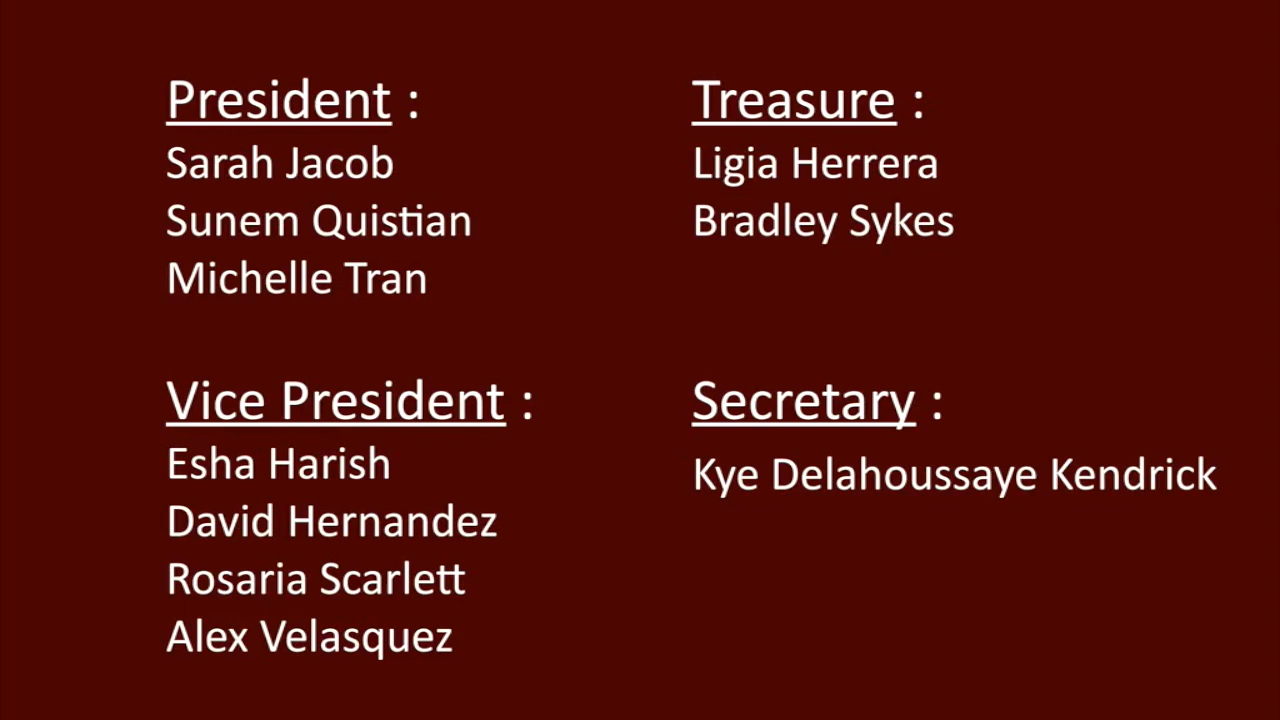 President :
Sarah Jacob
Sunem Quistian
Michelle Tran
Vice President :
Esha Harish
David Hernandez
Rosaria Scarlett
Alex Velasquez
Treasure :
Ligia Herrera
Bradley Sykes
Secretary :
Kye Delahoussaye Kendrick